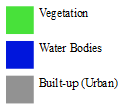 Vegetation
Water Bodies
Built-up (Urban)